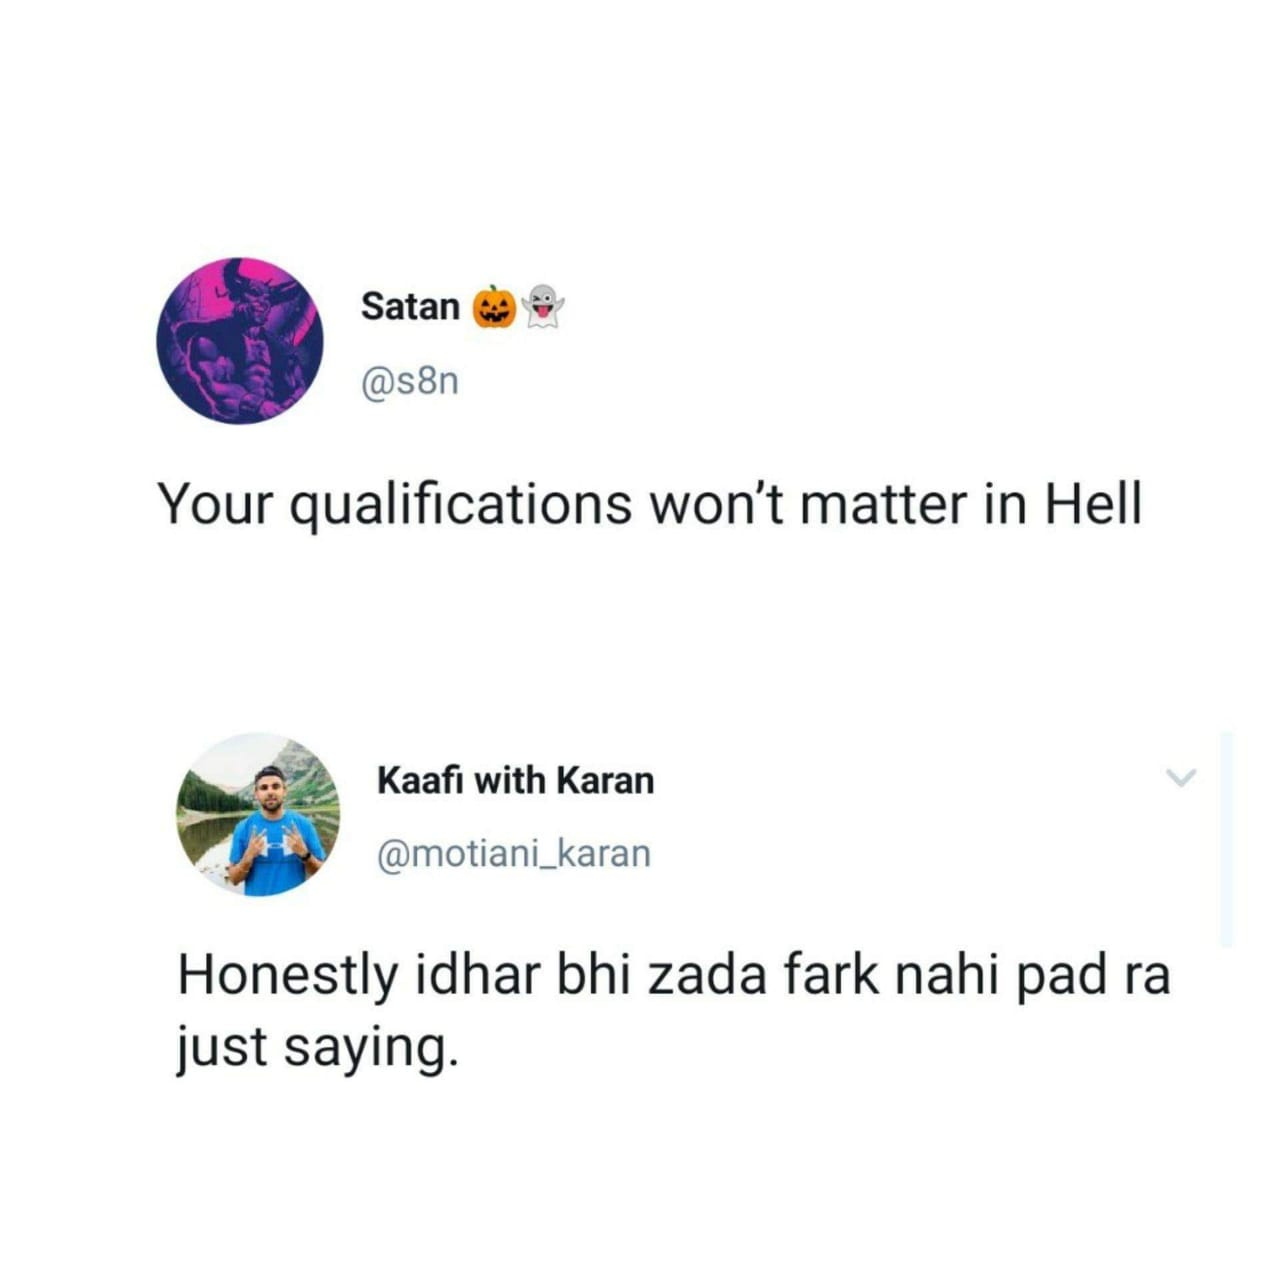 Satan 🎃👻
@s8n
Your qualifications won't matter in Hell
Kaafi with Karan
@motiani_karan
Honestly idhar bhi zada fark nahi pad ra
just saying.